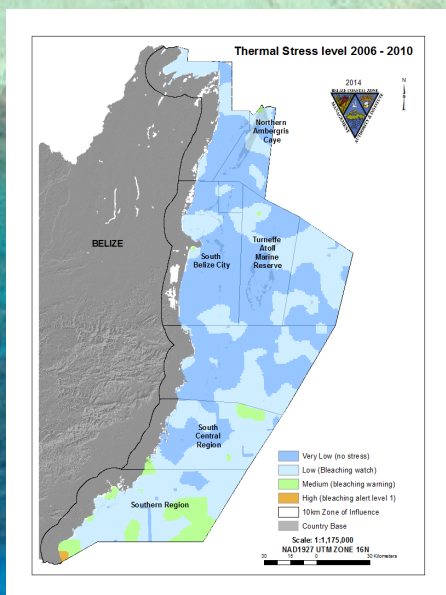 Thermal Stress level 2006 - 2010
2014
BELIZE COASTAL ZONE
MANAGEMENT
AUTHORITY & INSTITUTE
N
Northern
Ambergris
Caye
BELIZE
South
Belize City
Turneffe
Atoll
Marine
Reserve
South
Central
Region
Southern Region
Very Low (no stress)
Low (Bleaching watch)
Medium (bleaching warning)
High (bleaching alert level 1)
10km Zone of Influence
Country Base
Scale: 1:1,175,000
NAD1927 UTM ZONE 16N
30 15 0 30 Kilometers